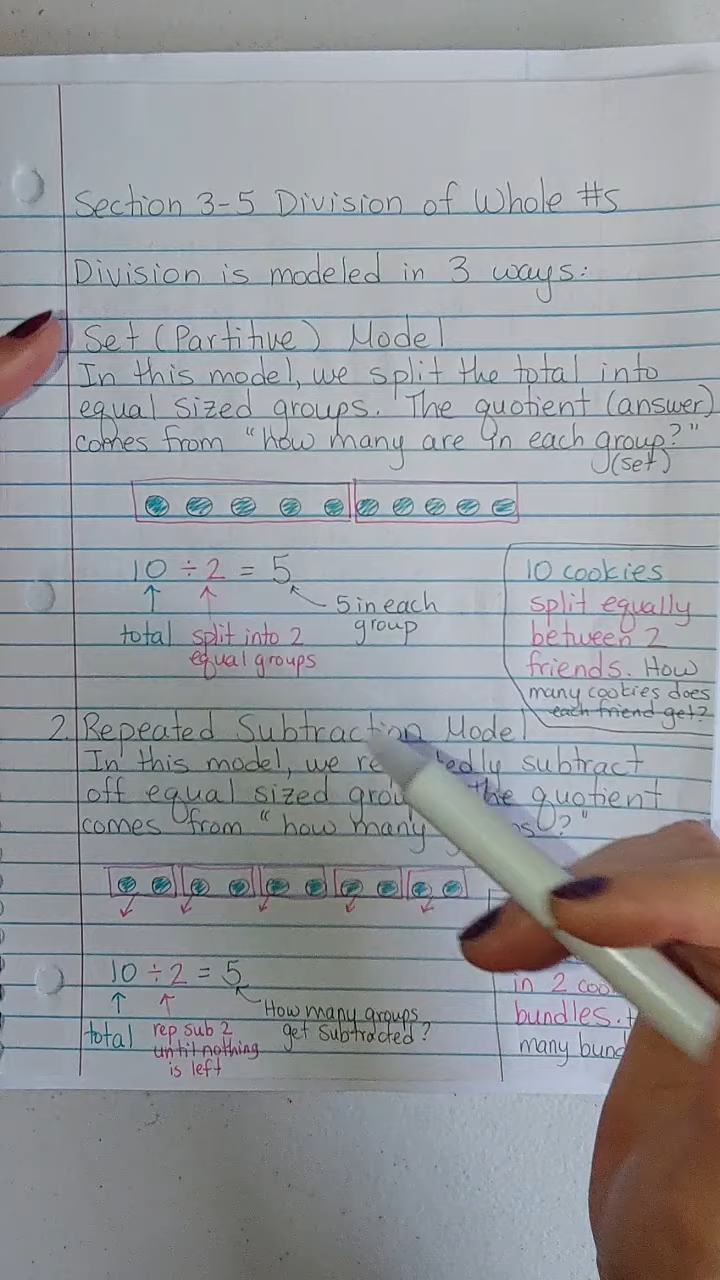 Section 3-5 Division of Whole #s
Division is modeled in 3 ways:
Set (Partitive) Model
In this model, we split the total into
equal sized groups. The quotient (answer)
comes from "how many are in each group?"
(set)
10 ÷ 2 = 5
5 in each
group
total
split into 2
equal groups
10 cookies
split equally
between 2
friends. How
many cookies does
each friend get?
2. Repeated Subtraction Model
In this model, we subtract
off equal sized the quotient
comes from "how many ?"
10 ÷ 2 = 5
How many groups
get subtracted?
total
rep sub 2
until nothing
is left
in 2
bundles.
many